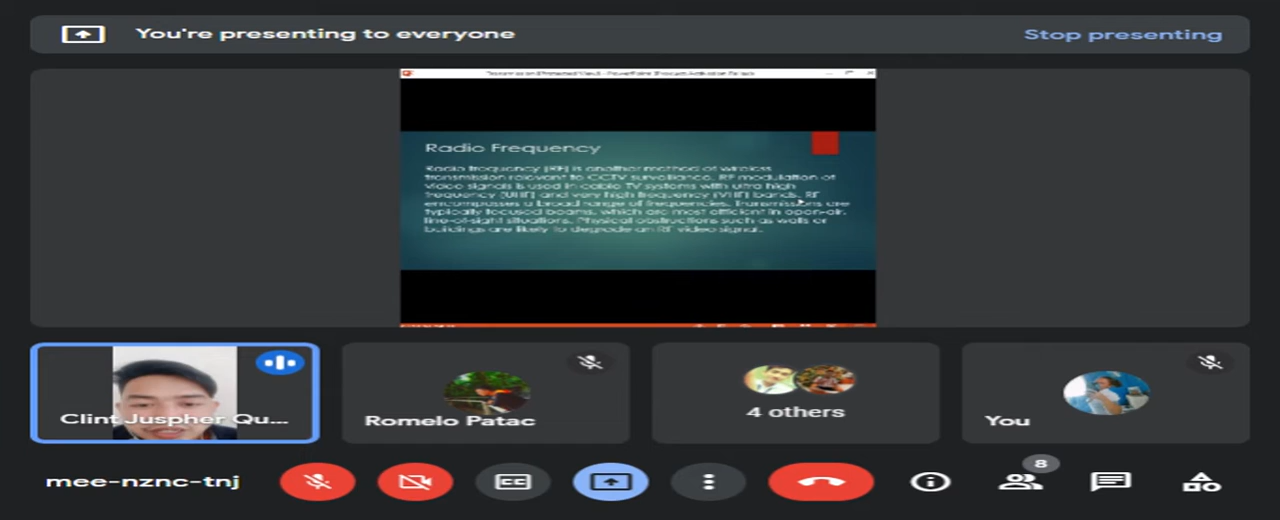 You're presenting to everyone
Stop presenting
Radio Frequency
Radio frequency (RF) is another method of wireless
transmission relevant to CCTV surveillance. RF modulation of
video signals is used in cable TV systems with ultra high
frequency (UHF) and very high frequency (VHF) bands. RF
encompasses a broad range of frequencies. Transmissions are
typically focused beams, which are most efficient in open-air,
line-of-sight situations. Physical obstructions such as walls or
buildings are likely to degrade an RF video signal.
Clint Juspher Qu...
Romelo Patac
4 others
You
mee-nznc-tnj
CC
8